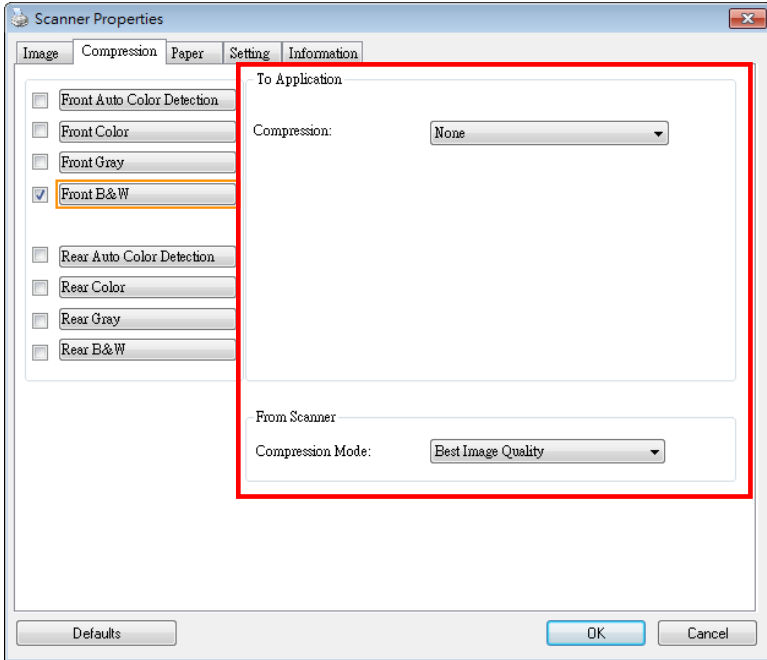 Scanner Properties
Image Compression Paper Setting Information
Front Auto Color Detection
Front Color
Front Gray
Front B&W
Rear Auto Color Detection
Rear Color
Rear Gray
Rear B&W
To Application
Compression: None
From Scanner
Compression Mode: Best Image Quality
Defaults OK Cancel